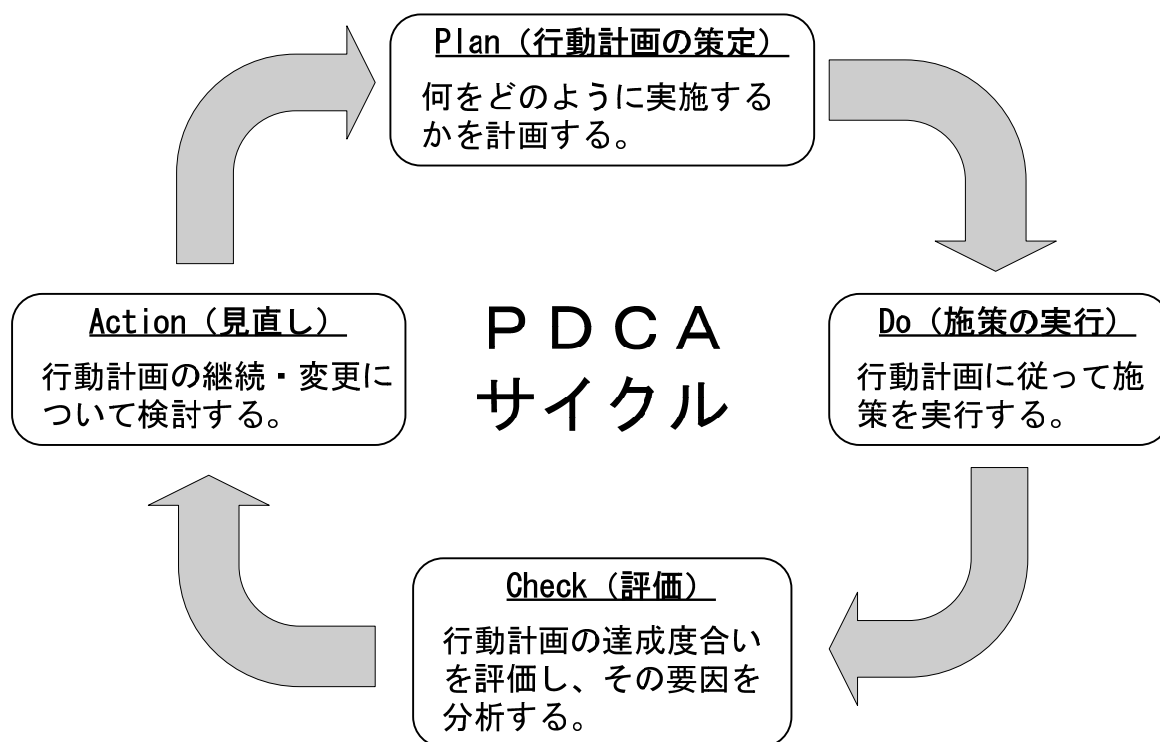 Plan（行動計画の策定）
何をどのように実施する
かを計画する。
Action（見直し）
行動計画の継続・変更に
ついて検討する。
ＰＤＣＡ
サイクル
Do（施策の実行）
行動計画に従って施
策を実行する。
Check（評価）
行動計画の達成度合い
を評価し、その要因を
分析する。